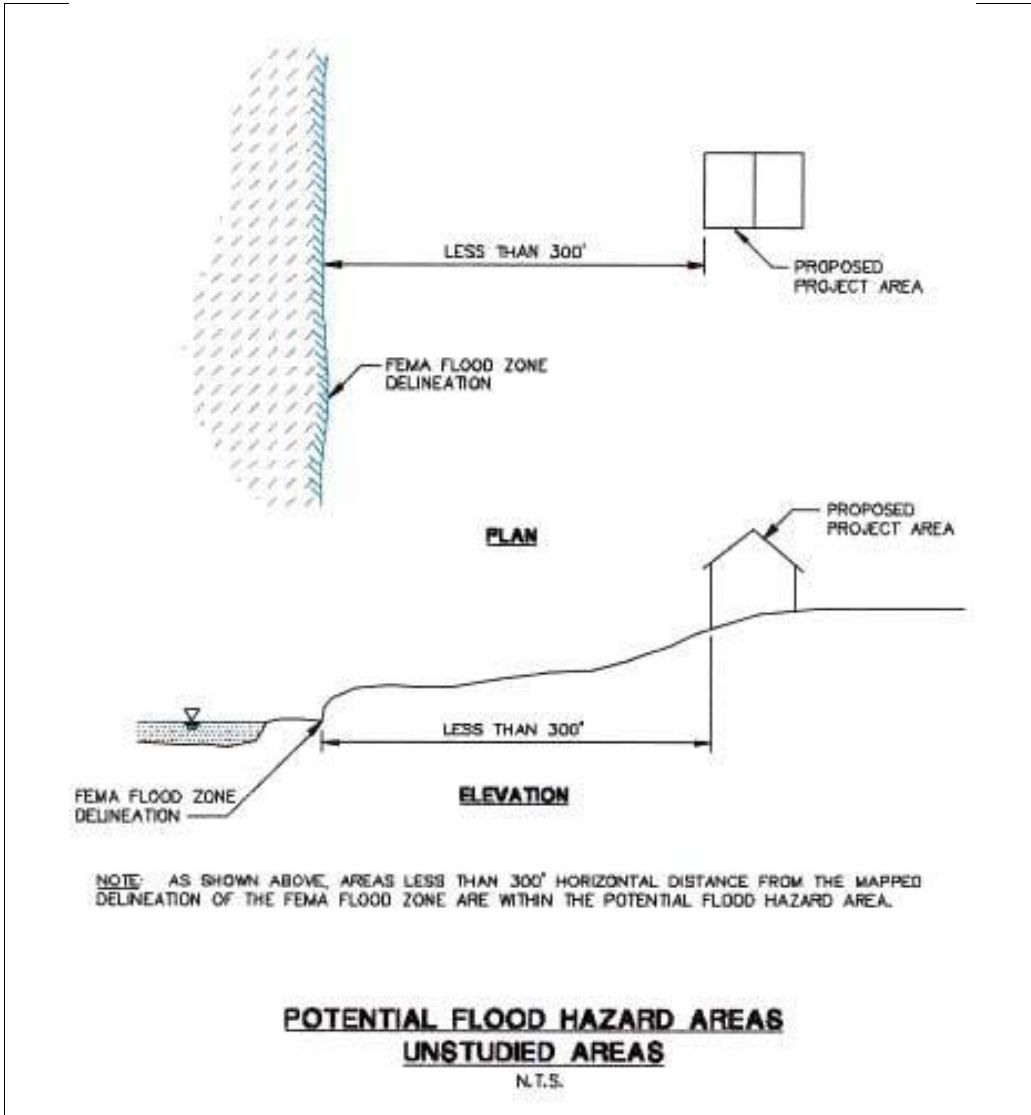 LESS THAN 300'
PROPOSED
PROJECT AREA
FEMA FLOOD ZONE
DELINEATION
PLAN
PROPOSED
PROJECT AREA
LESS THAN 300'
FEMA FLOOD ZONE
DELINEATION
ELEVATION
NOTE: AS SHOWN ABOVE, AREAS LESS THAN 300' HORIZONTAL DISTANCE FROM THE MAPPED
DELINEATION OF THE FEMA FLOOD ZONE ARE WITHIN THE POTENTIAL FLOOD HAZARD AREA.
POTENTIAL FLOOD HAZARD AREAS
UNSTUDIED AREAS
N.T.S.